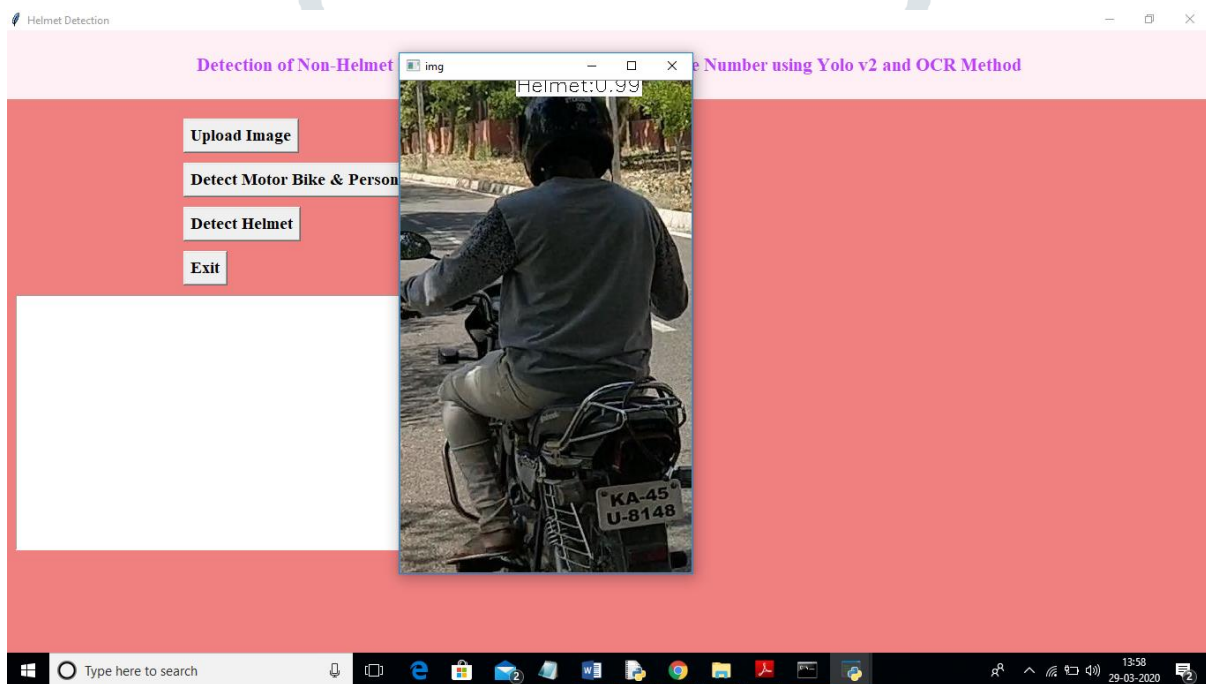 Helmet Detection
Detection of Non-Helmet
e Number using Yolo v2 and OCR Method
img
Helmet:0.99
Upload Image
Detect Motor Bike & Person
Detect Helmet
Exit
KA-45
U-8148
Type here to search
2
13:58
29-03-2020
2